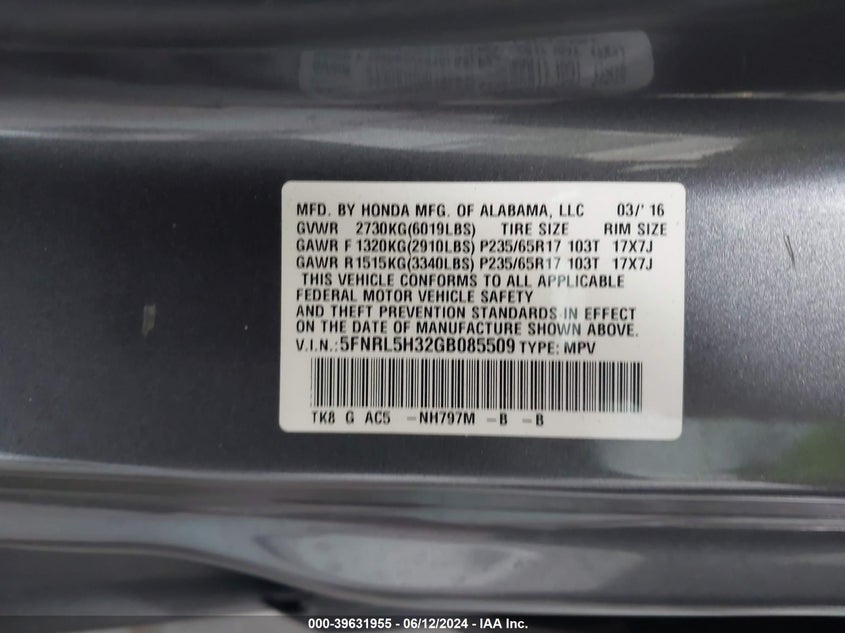 MFD. BY HONDA MFG. OF ALABAMA, LLC 03/' 16
GVWR 2730KG(6019LBS) TIRE SIZE RIM SIZE
GAWR F 1320KG(2910LBS) P235/65R17 103T 17X7J
GAWR R 1515KG(3340LBS) P235/65R17 103T 17X7J
THIS VEHICLE CONFORMS TO ALL APPLICABLE
FEDERAL MOTOR VEHICLE SAFETY
AND THEFT PREVENTION STANDARDS IN EFFECT
ON THE DATE OF MANUFACTURE SHOWN ABOVE.
V.I.N.: 5FNRL5H32GB085509 TYPE: MPV
TK8 G AC5 -NH797M -B -B
000-39631955 - 06/12/2024 - IAA Inc.